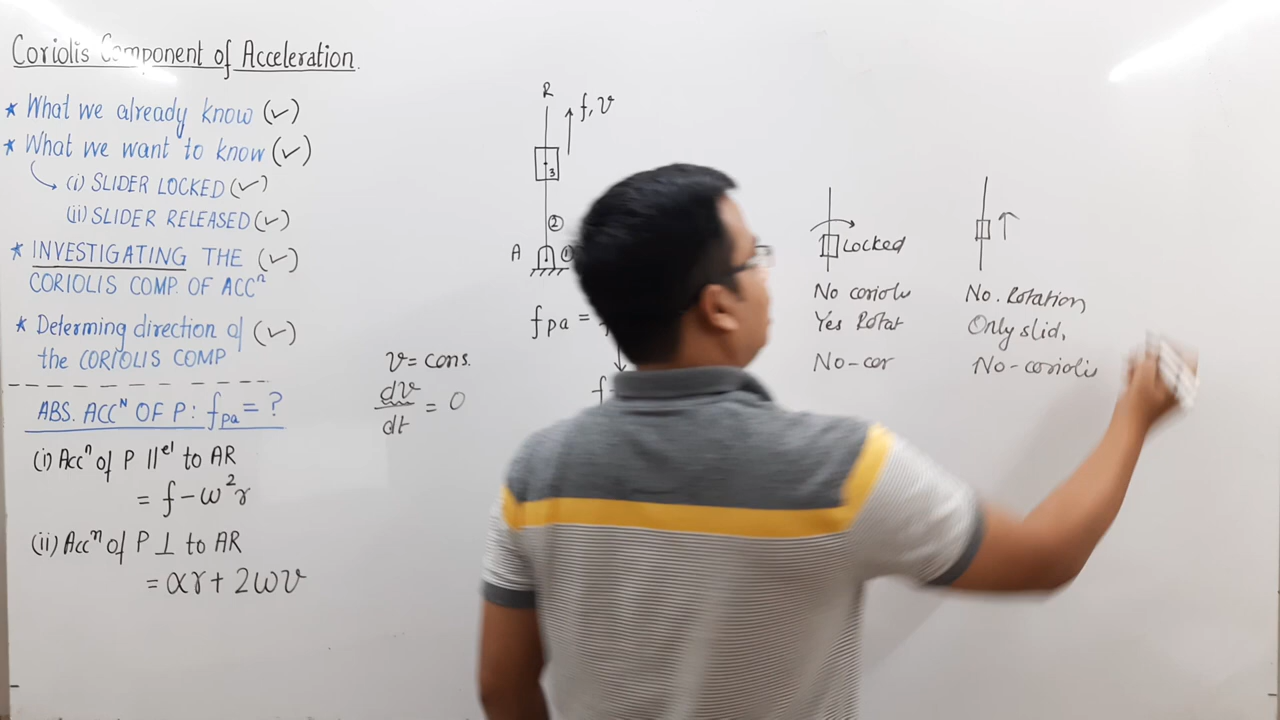 Coriolis Component of Acceleration.
* What we already know (✓)
* What we want to know (✓)
(i) SLIDER LOCKED (✓)
(ii) SLIDER RELEASED (✓)
* INVESTIGATING THE (✓)
CORIOLIS COMP. OF ACCⁿ
* Determing direction of (✓)
the CORIOLIS COMP
ABS. ACCᴺ OF P: fpa = ?
(i) Accⁿ of P ||el to AR
= f - ω²r
(ii) Accⁿ of P ⊥ to AR
= αr + 2ωv
v = cons.
dv/dt = 0
R
f, v
3
②
A
①
fpa =
f
Locked
No coriolis
Yes Rotat
No-cor
No. Rotation,
Only slid,
No-coriolis